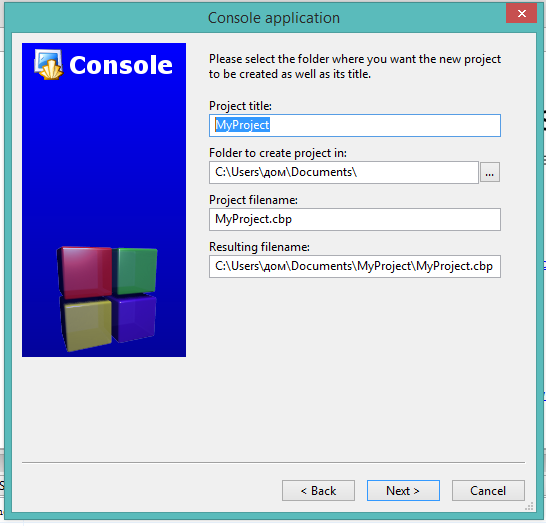 Console application
Console
Please select the folder where you want the new project
to be created as well as its title.
Project title:
MyProject
Folder to create project in:
C:\Users\дом\Documents\
...
Project filename:
MyProject.cbp
Resulting filename:
C:\Users\дом\Documents\MyProject\MyProject.cbp
< Back
Next >
Cancel